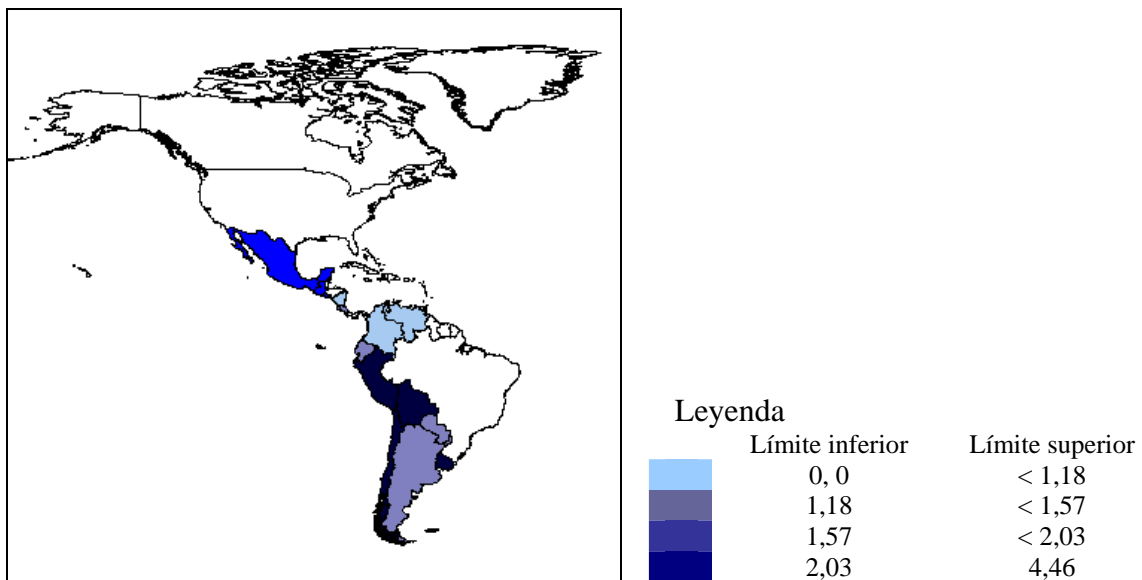 Leyenda
Límite inferior Límite superior
0, 0 < 1,18
1,18 < 1,57
1,57 < 2,03
2,03 4,46